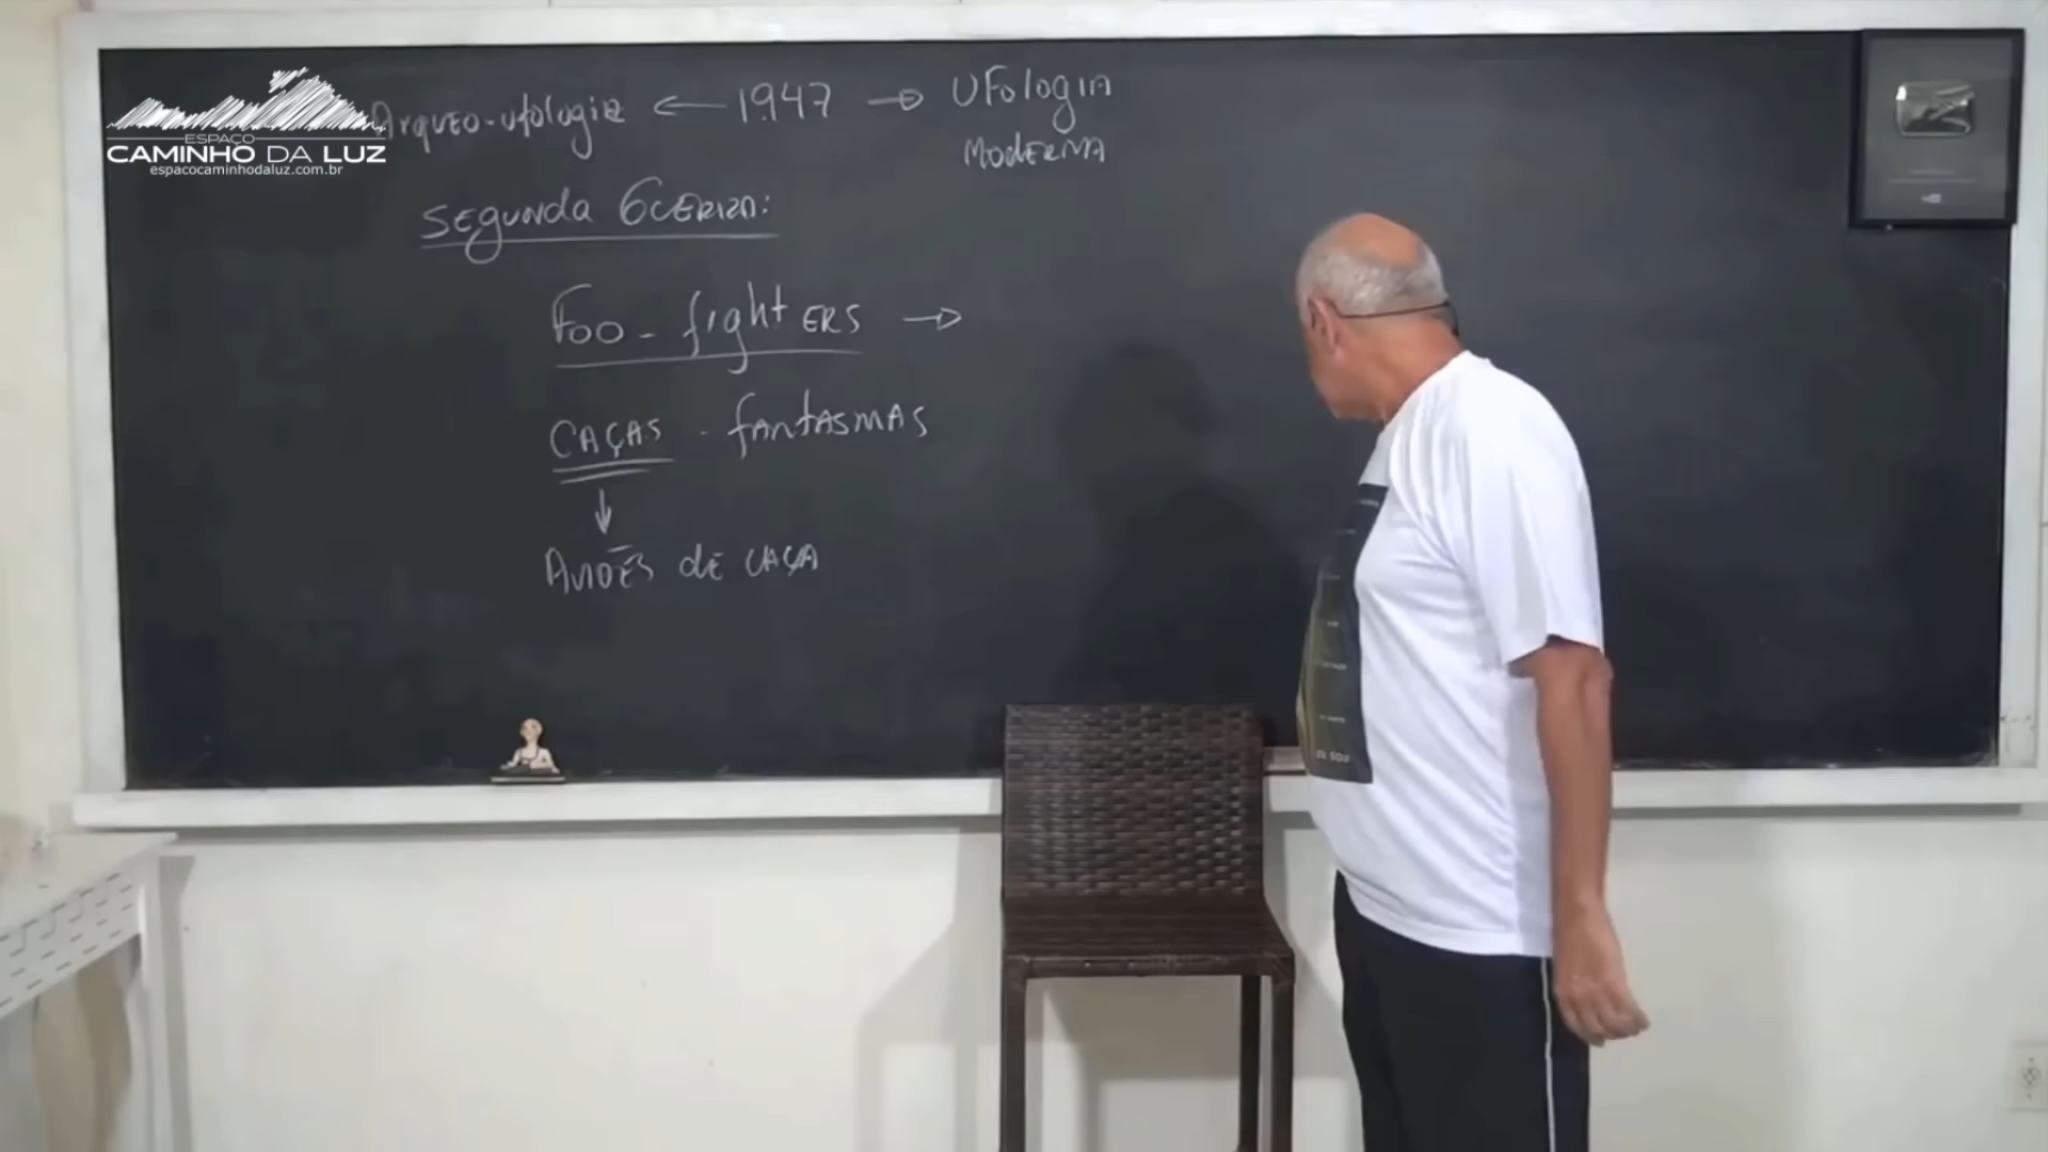 ESPAÇO
CAMINHO DA LUZ
espacocaminhodaluz.com.br
Arqueo-ufologia ← 1947 → UFologia
Moderna
Segunda Guerra:
Foo-fighters →
CAÇAS - fantasmas
↓
Aviões de CAÇA